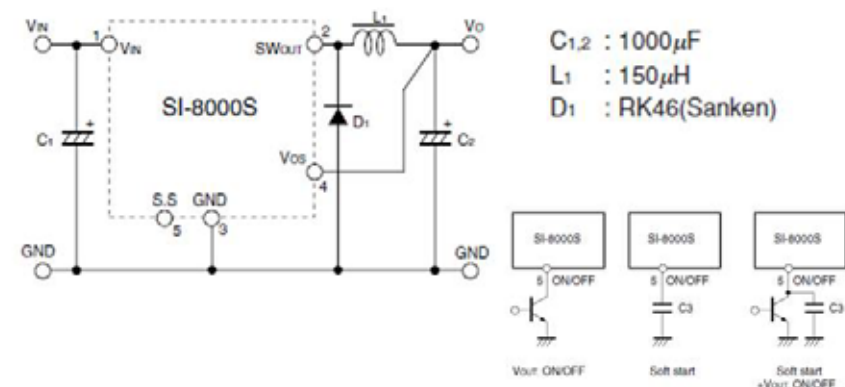 VIN
1
VIN
SWOUT
2
L1
VO
C1,2 : 1000μF
L1 : 150μH
D1 : RK46(Sanken)
SI-8000S
C1
+
D1
+
C2
VOS
4
S.S
GND
5
3
GND
GND
SI-8000S
SI-8000S
SI-8000S
5 ON/OFF
5 ON/OFF
5 ON/OFF
C3
C3
VOUT ON/OFF
Soft start
Soft start
+VOUT ON/OFF